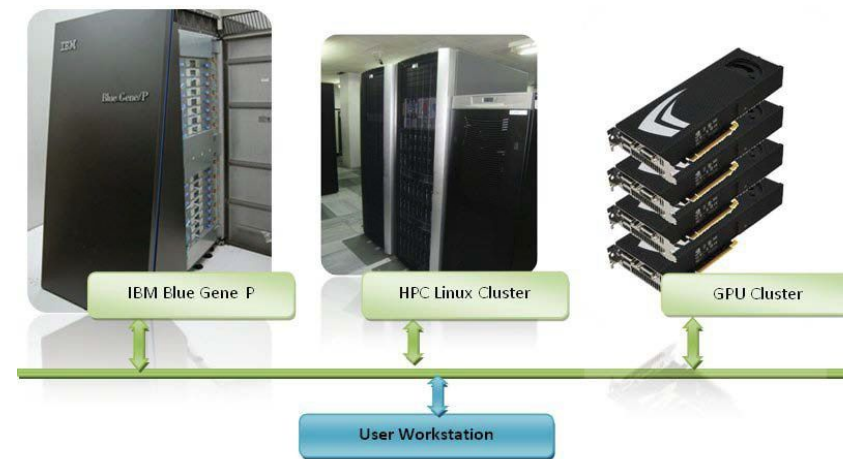 IBM
Blue Gene/P
IBM Blue Gene P
HPC Linux Cluster
GPU Cluster
User Workstation